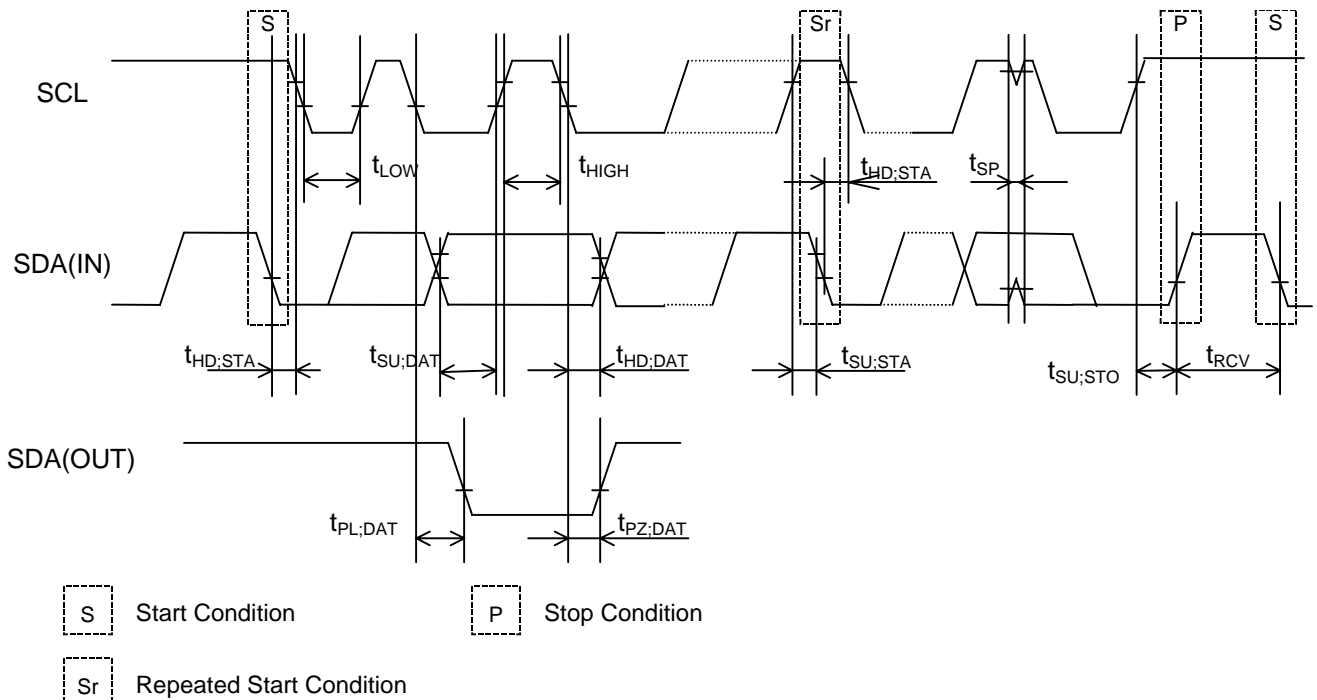 S Sr P S
SCL
tLOW tHIGH tHD;STA tSP
SDA(IN)
tHD;STA tSU;DAT tHD;DAT tSU;STA tSU;STO tRCV
SDA(OUT)
tPL;DAT tPZ;DAT
S Start Condition P Stop Condition
Sr Repeated Start Condition